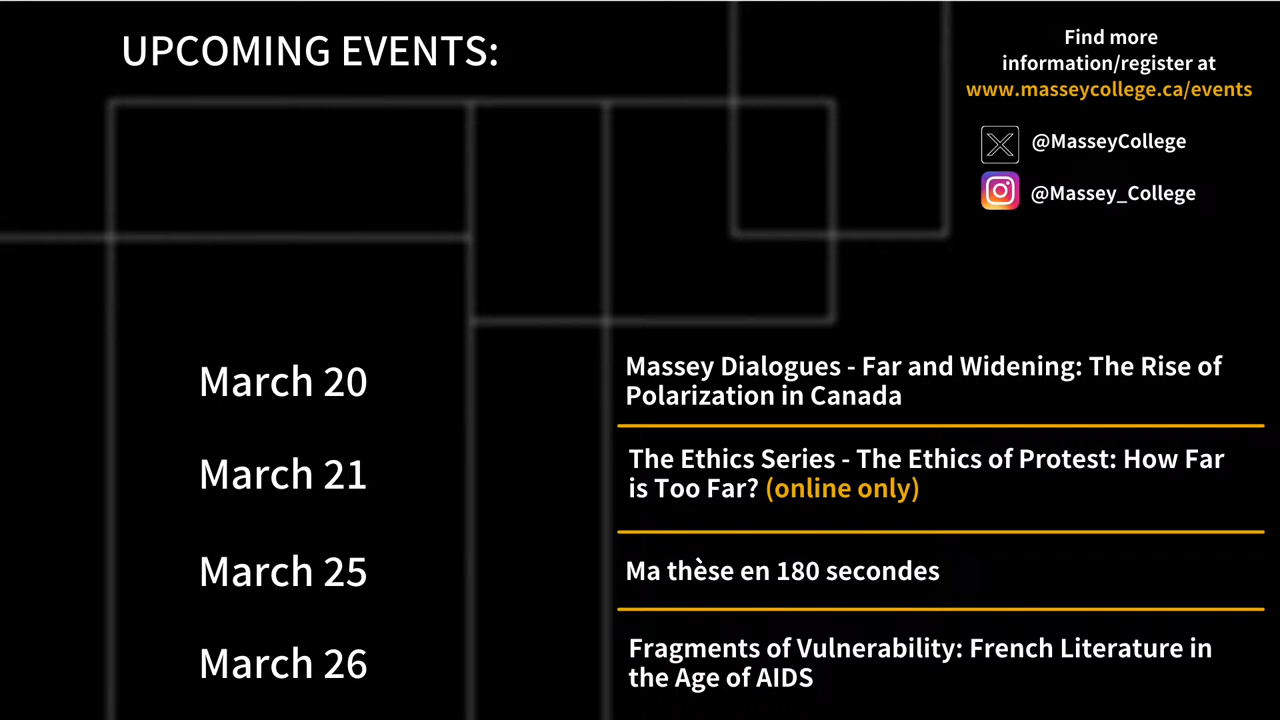 UPCOMING EVENTS:
Find more
information/register at
www.masseycollege.ca/events
@MasseyCollege
@Massey_College
March 20
Massey Dialogues - Far and Widening: The Rise of
Polarization in Canada
March 21
The Ethics Series - The Ethics of Protest: How Far
is Too Far? (online only)
March 25
Ma thèse en 180 secondes
March 26
Fragments of Vulnerability: French Literature in
the Age of AIDS